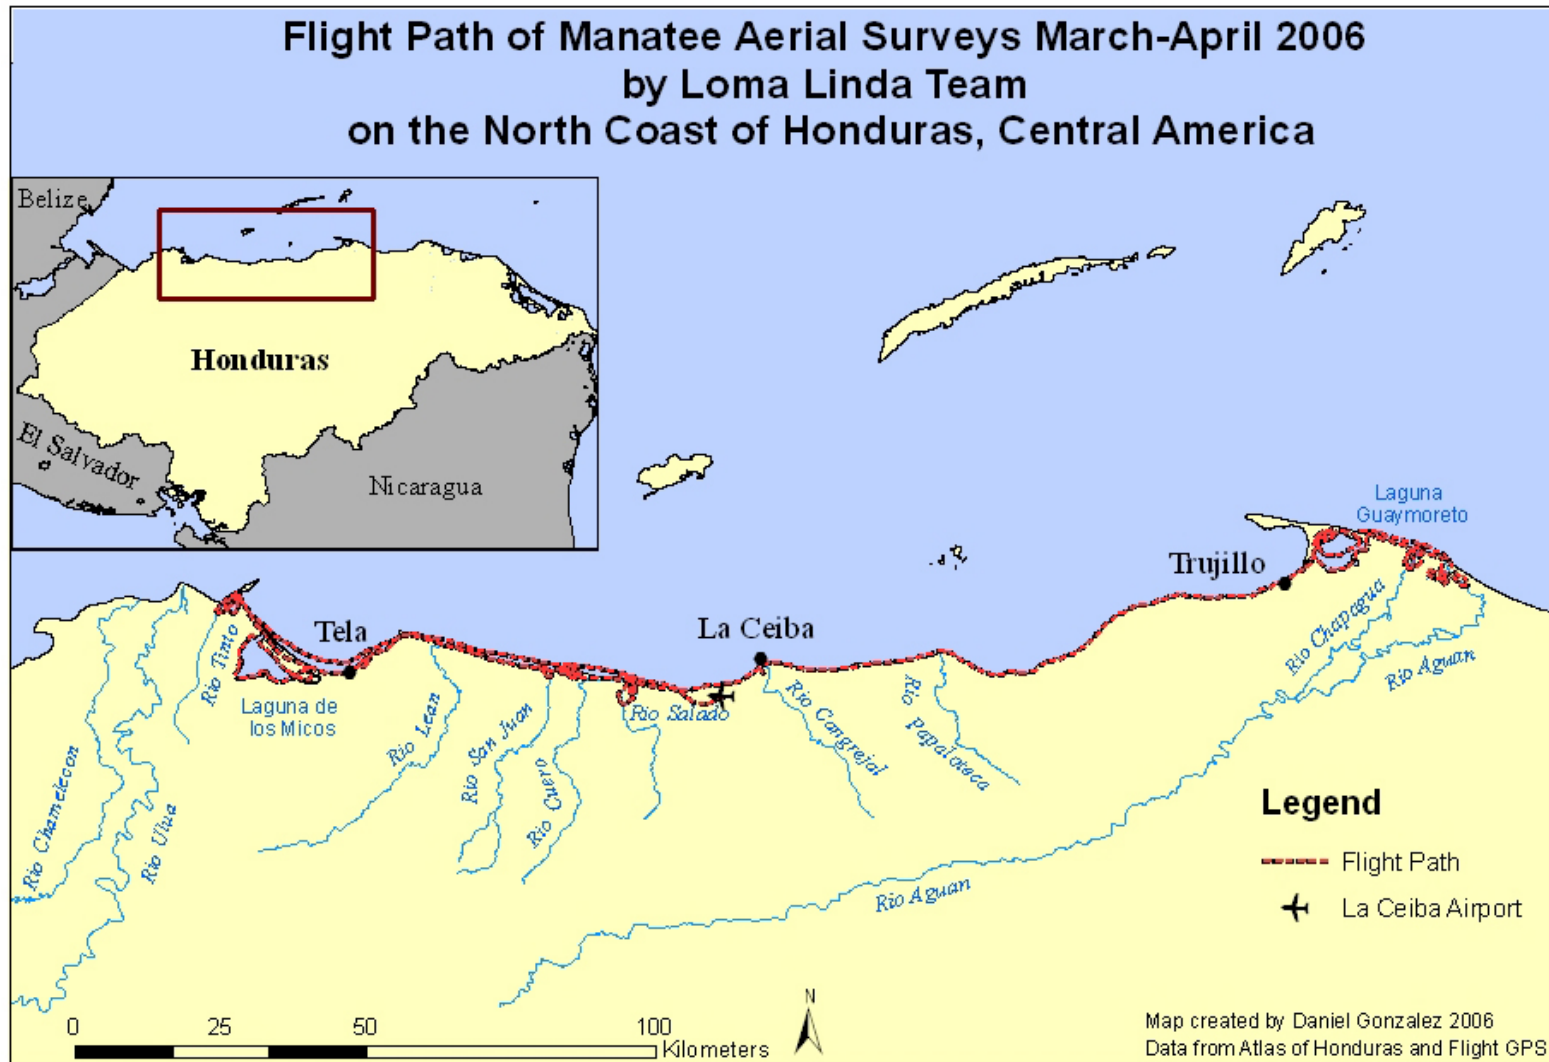 Flight Path of Manatee Aerial Surveys March-April 2006
by Loma Linda Team
on the North Coast of Honduras, Central America
Belize
Honduras
El Salvador
Nicaragua
Laguna
Guaymoreto
Trujillo
La Ceiba
Tela
Rio Tinto
Laguna de
los Micos
Rio Chamelecon
Rio Ulua
Rio Lean
Rio San Juan
Rio Cuero
Rio Salado
Rio Cangrejal
Rio Papaloteca
Rio Chapagua
Rio Aguan
Rio Aguan
Legend
Flight Path
La Ceiba Airport
0 25 50 100
Kilometers
N
Map created by Daniel Gonzalez 2006
Data from Atlas of Honduras and Flight GPS